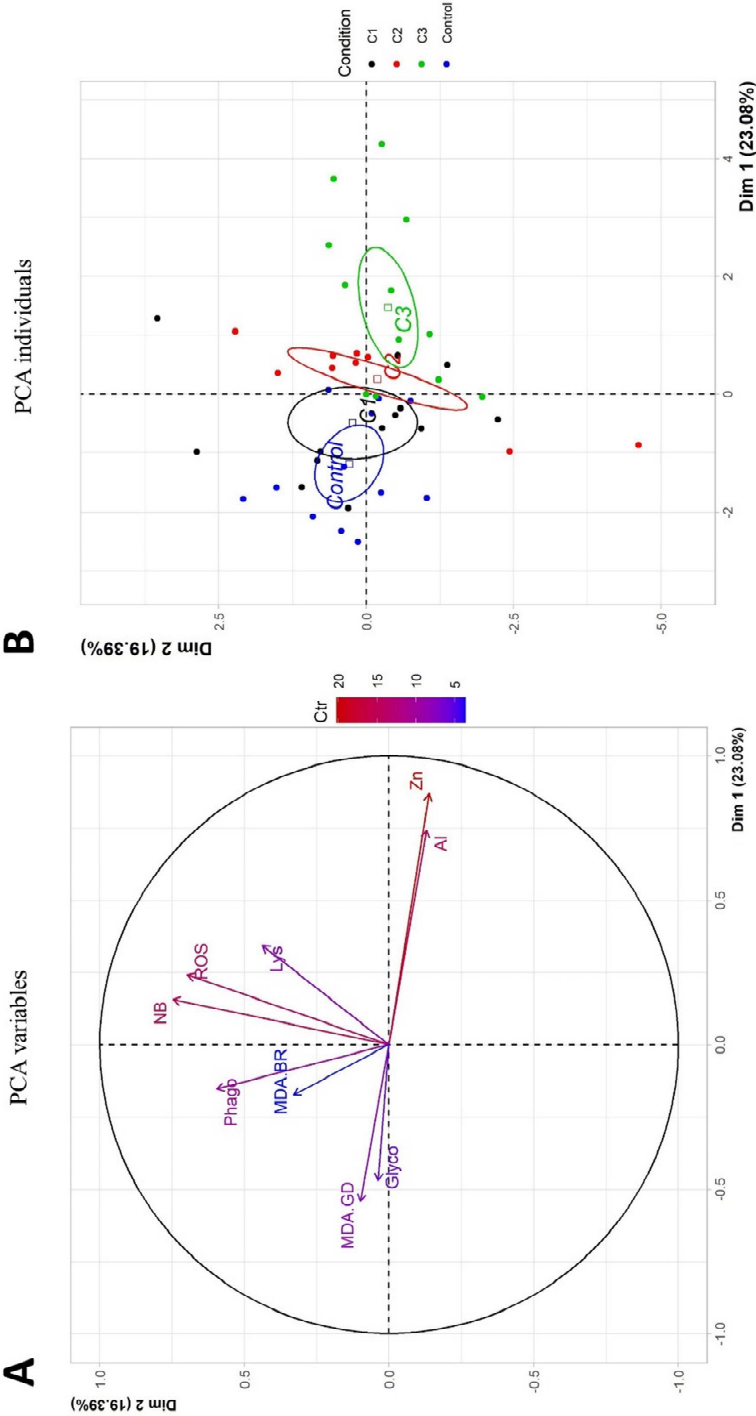 A
PCA variables
Dim 2 (19.39%)
1.0
0.5
0.0
-0.5
-1.0
NB
ROS
Phago
Lys
MDA.BR
MDA.GD
Glyco
Zn
Al
-1.0
-0.5
0.0
0.5
1.0
Dim 1 (23.08%)
Ctr
20
15
10
5
B
PCA individuals
Dim 2 (19.39%)
2.5
0.0
-2.5
-5.0
Control
C1
C2
C3
-2
0
2
4
Dim 1 (23.08%)
Condition
C1
C2
C3
Control